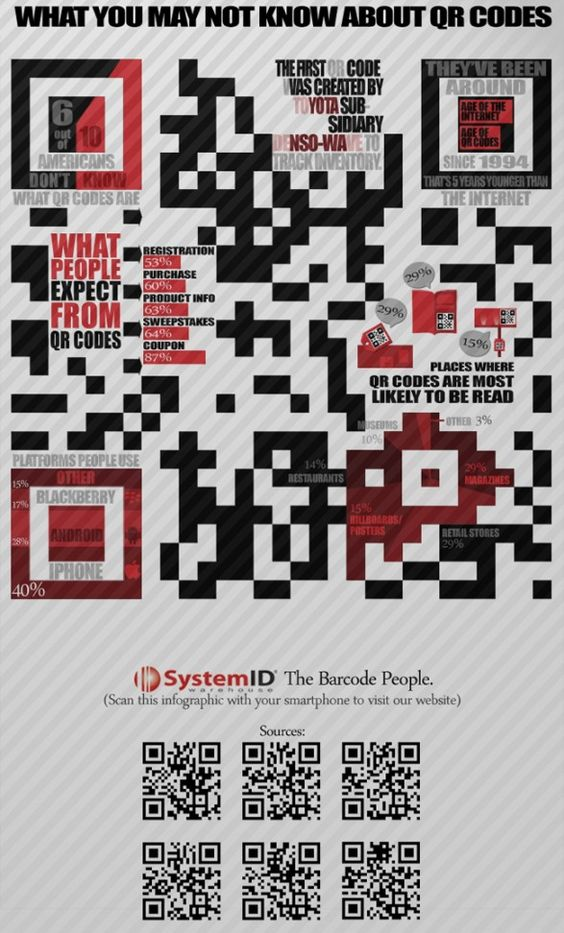 WHAT YOU MAY NOT KNOW ABOUT QR CODES
6
out
of
10
AMERICANS
DON'T KNOW
WHAT QR CODES ARE
THE FIRST QR CODE
WAS CREATED BY
TOYOTA SUB-
SIDIARY
DENSO-WAVE TO
TRACK INVENTORY.
THEY'VE BEEN
AROUND
AGE OF THE
INTERNET
AGE OF
QR CODES
SINCE 1994
THAT'S 5 YEARS YOUNGER THAN
THE INTERNET
WHAT
PEOPLE
EXPECT
FROM
QR CODES
REGISTRATION
53%
PURCHASE
60%
PRODUCT INFO
63%
SWEEPSTAKES
64%
COUPON
87%
29%
29%
15%
PLACES WHERE
QR CODES ARE MOST
LIKELY TO BE READ
MUSEUMS
10%
OTHER 3%
14%
RESTAURANTS
29%
MAGAZINES
15%
BILLBOARDS/
POSTERS
RETAIL STORES
29%
PLATFORMS PEOPLE USE
OTHER
15%
BLACKBERRY
17%
ANDROID
28%
IPHONE
40%
SystemID® The Barcode People.
warehouse
(Scan this infographic with your smartphone to visit our website)
Sources: